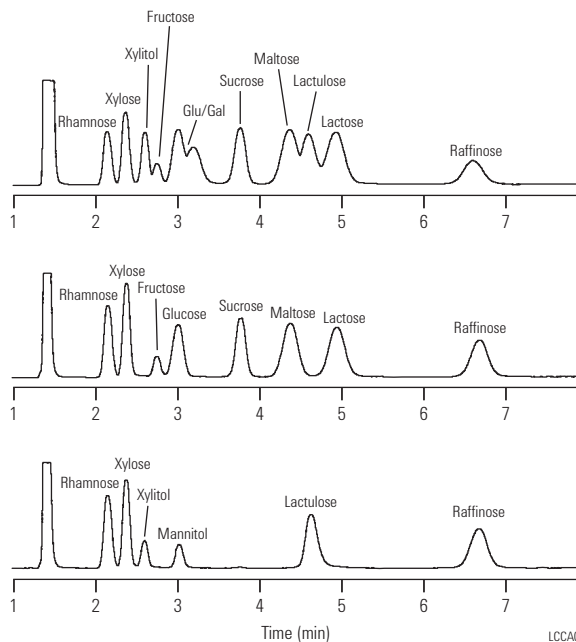 Fructose
Xylitol
Maltose
Xylose
Sucrose
Lactulose
Glu/Gal
Rhamnose
Lactose
Raffinose
1 2 3 4 5 6 7
Xylose
Rhamnose
Fructose
Glucose
Sucrose
Maltose
Lactose
Raffinose
1 2 3 4 5 6 7
Xylose
Rhamnose
Xylitol
Mannitol
Lactulose
Raffinose
1 2 3 4 5 6 7
Time (min)